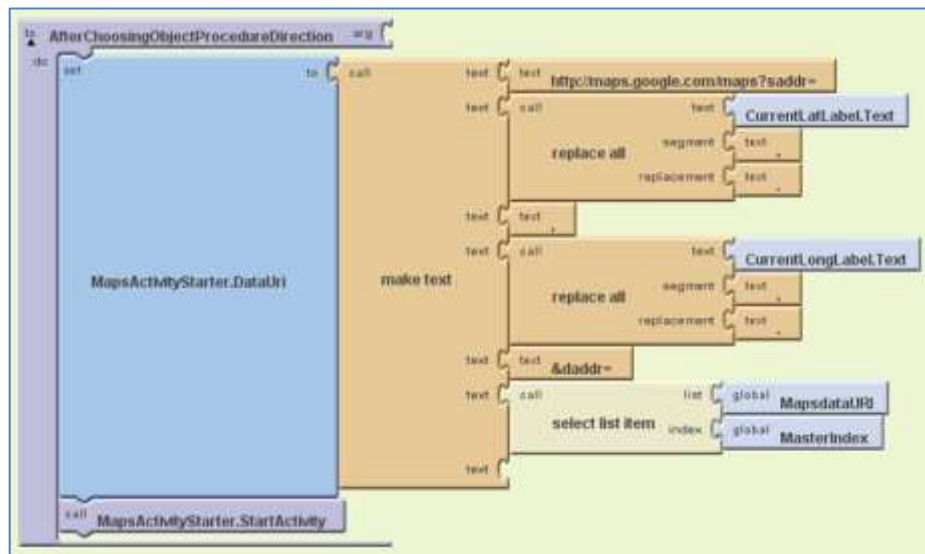 to AfterChoosingObjectProcedureDirection arg
do set to call text text http://maps.google.com/maps?saddr=
text call text CurrentLatLabel.Text
segment text ,
replace all
replacement text .
text text ,
text call text CurrentLongLabel.Text
MapsActivityStarter.DataUri make text segment text ,
replace all
replacement text .
text text &daddr=
text call list global MapsdataURI
select list item index global MasterIndex
text
call MapsActivityStarter.StartActivity